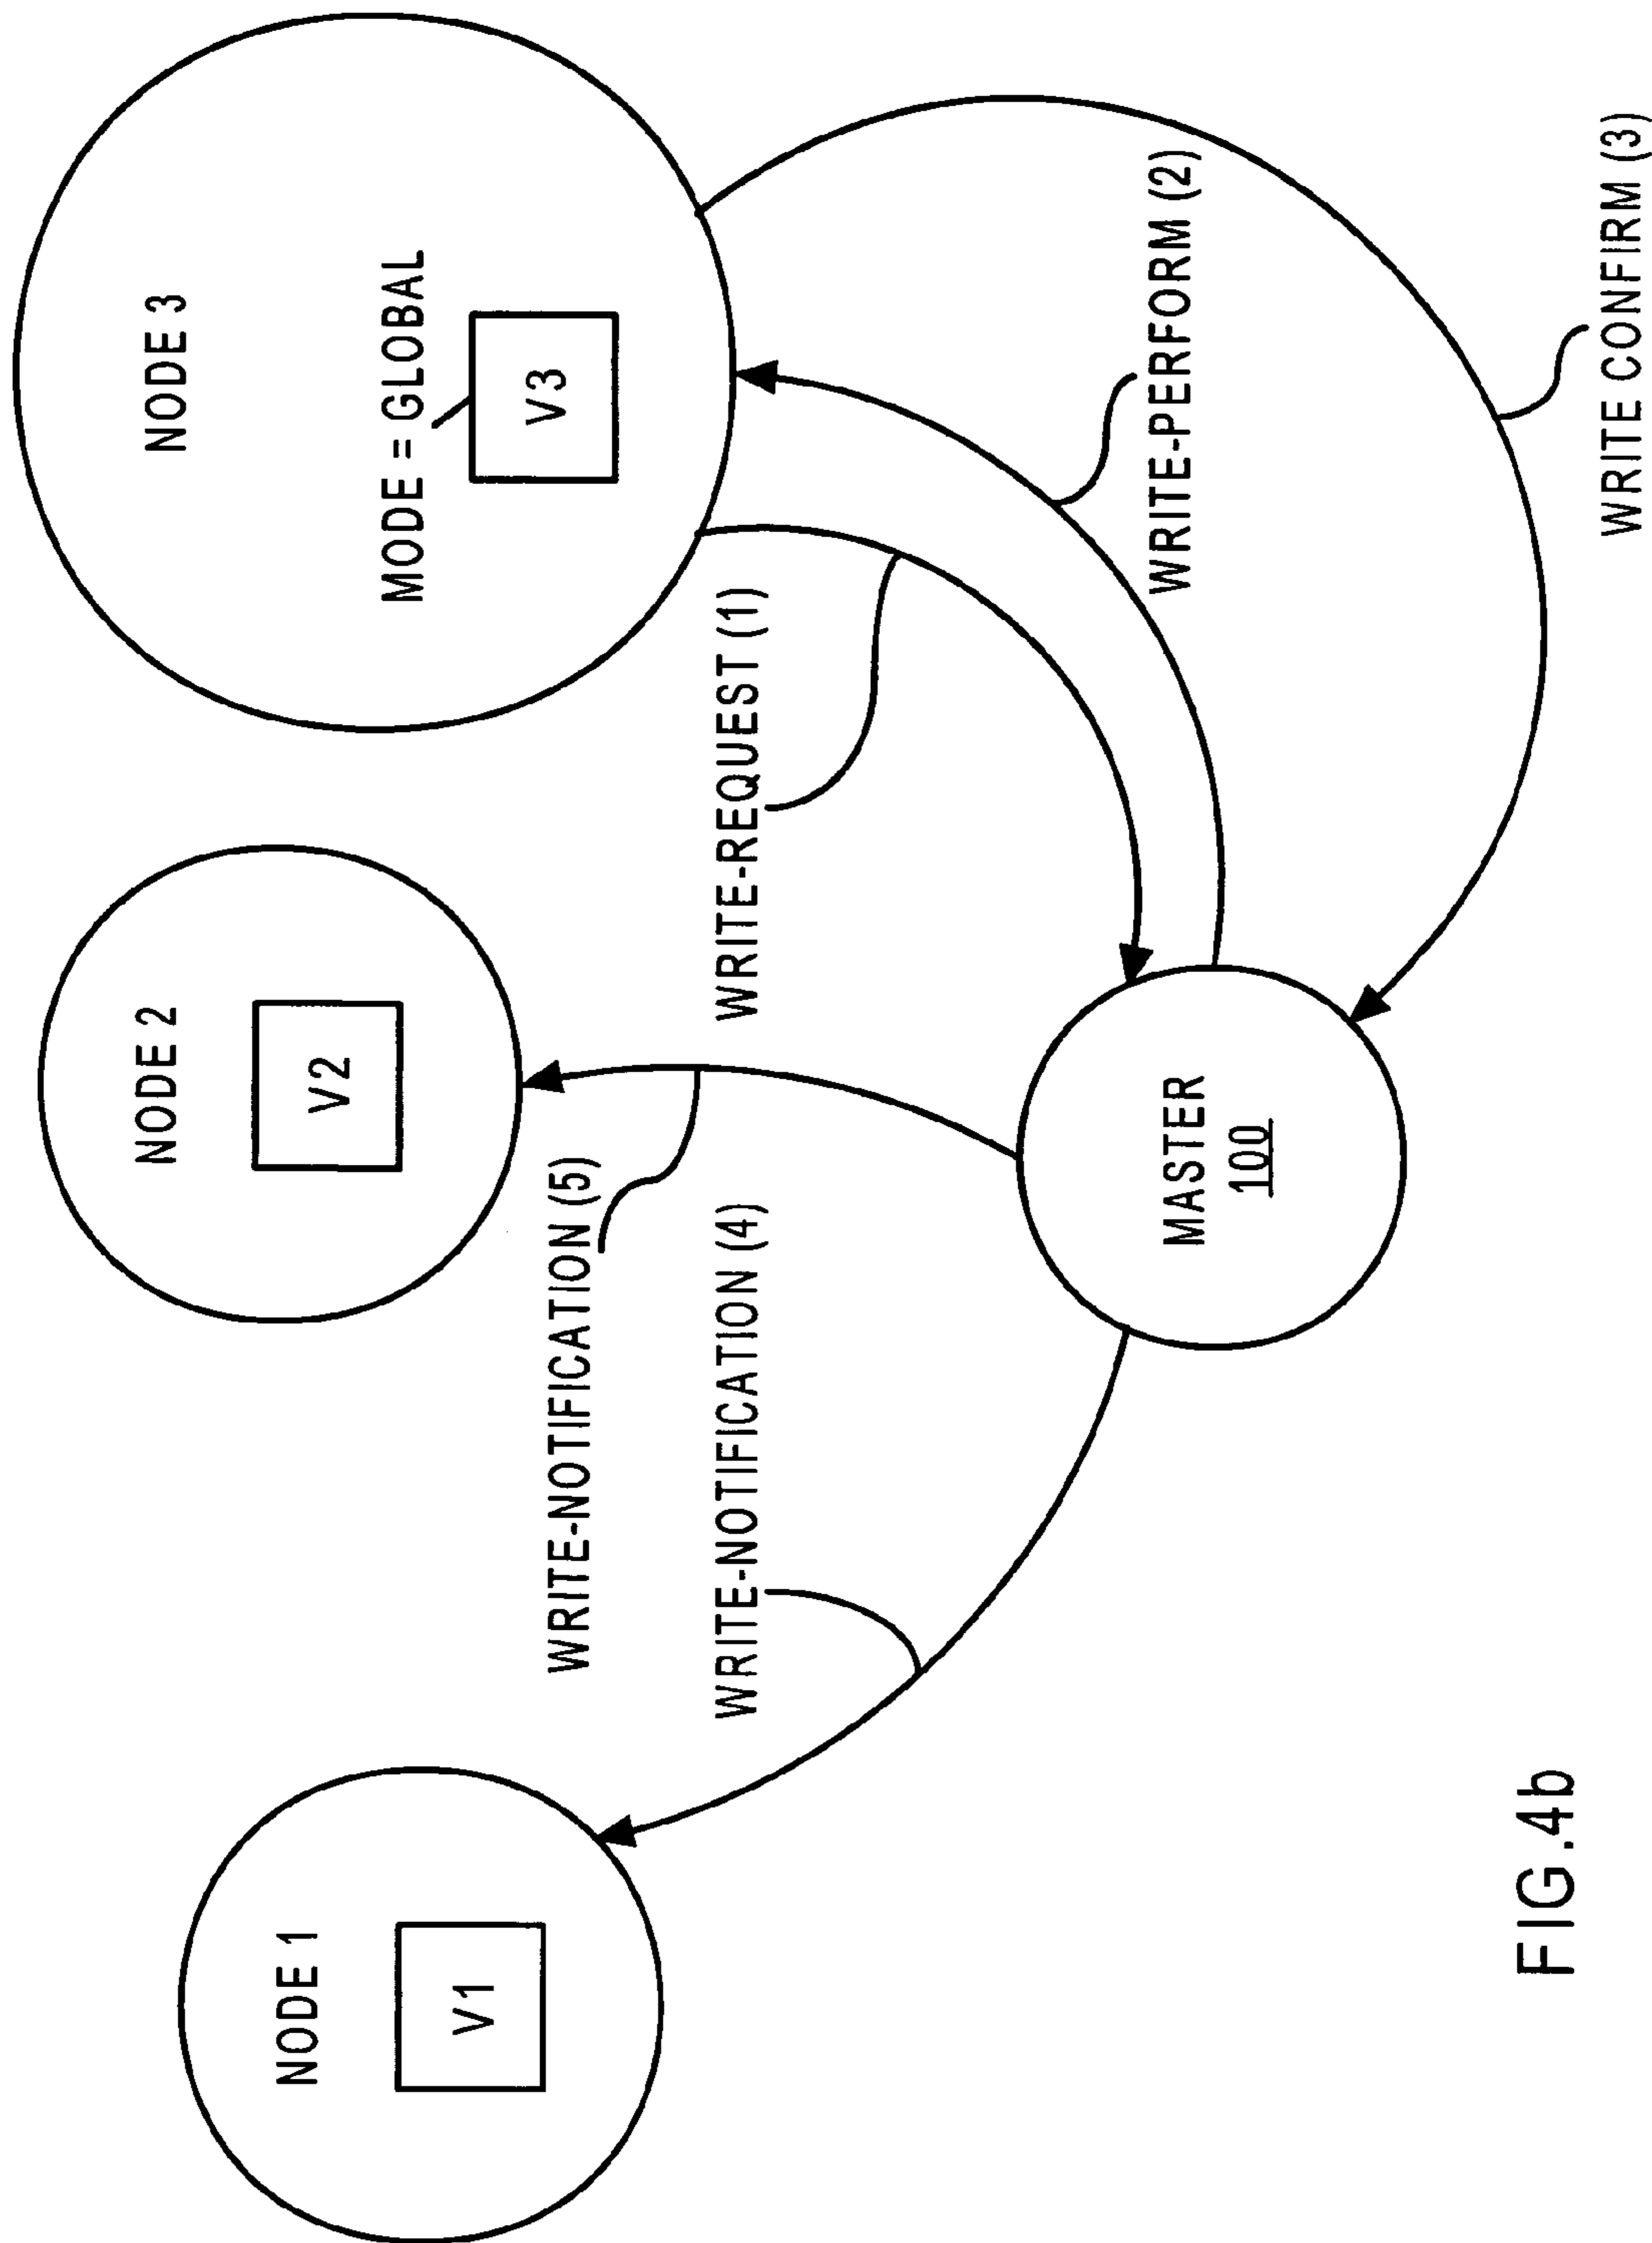 NODE 1
V1
NODE 2
V2
NODE 3
MODE = GLOBAL
V3
WRITE-NOTIFICATION (5)
WRITE-NOTIFICATION (4)
WRITE-REQUEST (1)
WRITE-PERFORM (2)
MASTER
100
WRITE CONFIRM (3)
FIG.4b